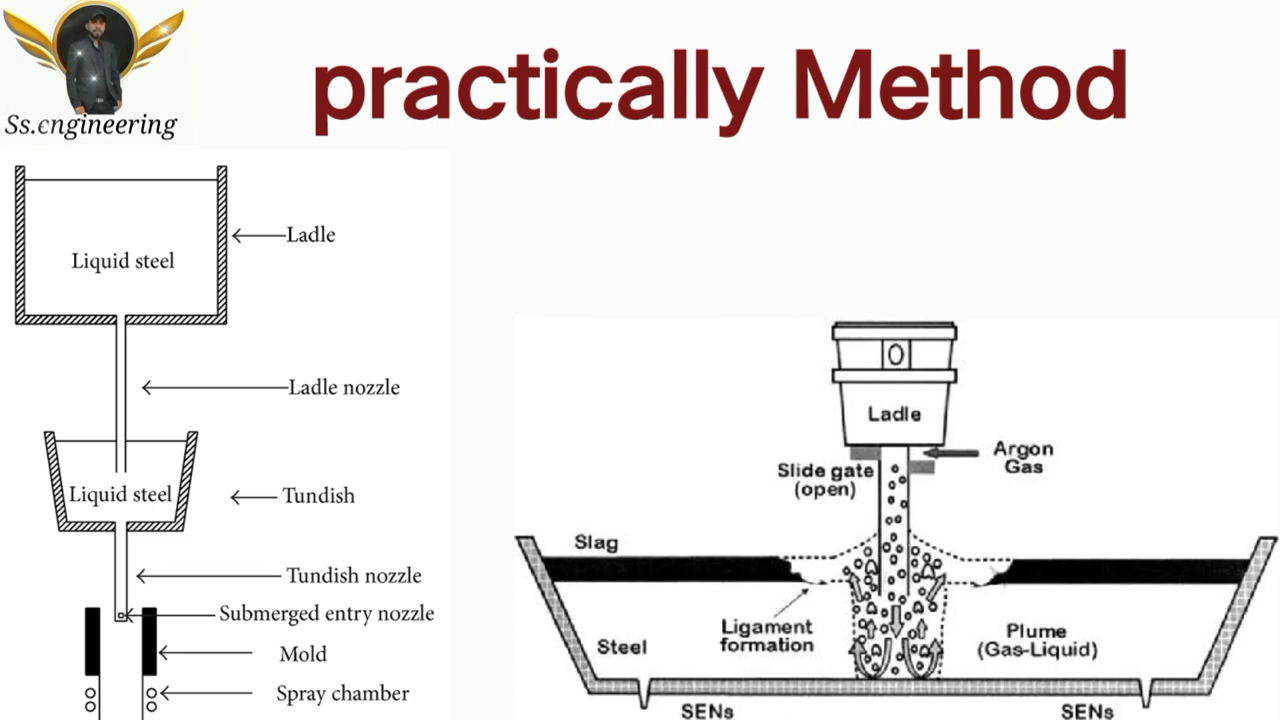 Ss.engineering
practically Method
Liquid steel
Ladle
Ladle nozzle
Liquid steel
Tundish
Tundish nozzle
Submerged entry nozzle
Mold
Spray chamber
Ladle
Argon
Gas
Slide gate
(open)
Slag
Ligament
formation
Steel
Plume
(Gas-Liquid)
SENs
SENs